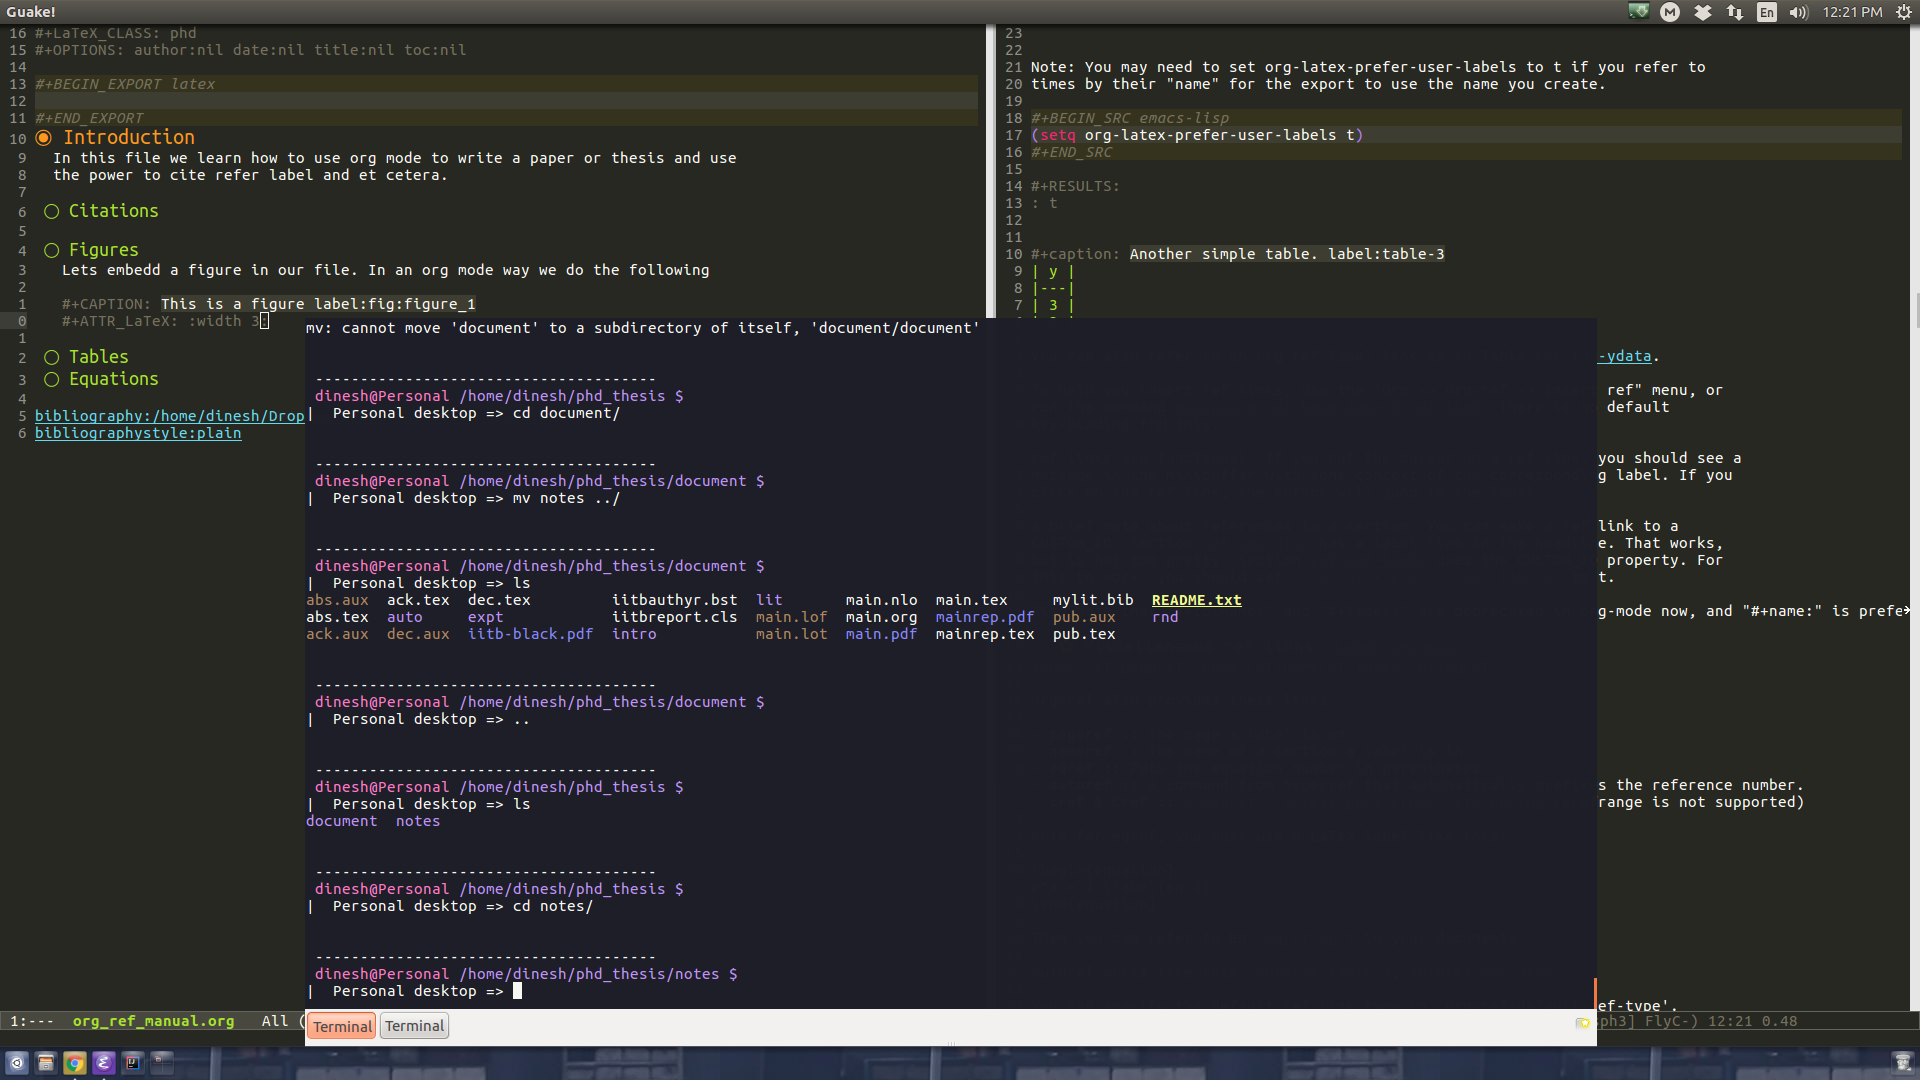 Guake!
En
12:21 PM
16 #+LaTeX_CLASS: phd
15 #+OPTIONS: author:nil date:nil title:nil toc:nil
14
13 #+BEGIN_EXPORT latex
12
11 #+END_EXPORT
10 Introduction
9 In this file we learn how to use org mode to write a paper or thesis and use
8 the power to cite refer label and et cetera.
7
6 Citations
5
4 Figures
3 Lets embedd a figure in our file. In an org mode way we do the following
2
1 #+CAPTION: This is a figure label:fig:figure_1
0 #+ATTR_LaTeX: :width 3:
1
2 Tables
3 Equations
4
5 bibliography:/home/dinesh/Drop
6 bibliographystyle:plain
23
22
21 Note: You may need to set org-latex-prefer-user-labels to t if you refer to
20 times by their "name" for the export to use the name you create.
19
18 #+BEGIN_SRC emacs-lisp
17 (setq org-latex-prefer-user-labels t)
16 #+END_SRC
15
14 #+RESULTS:
13 : t
12
11
10 #+caption: Another simple table. label:table-3
9 | y |
8 |---|
7 | 3 |
-ydata.
ref" menu, or
default
you should see a
g label. If you
link to a
e. That works,
property. For
t.
g-mode now, and "#+name:" is prefe
s the reference number.
range is not supported)
ef-type'.
mv: cannot move 'document' to a subdirectory of itself, 'document/document'
--------------------------------------
dinesh@Personal /home/dinesh/phd_thesis $
| Personal desktop => cd document/
--------------------------------------
dinesh@Personal /home/dinesh/phd_thesis/document $
| Personal desktop => mv notes ../
--------------------------------------
dinesh@Personal /home/dinesh/phd_thesis/document $
| Personal desktop => ls
abs.aux ack.tex dec.tex iitbauthyr.bst lit main.nlo main.tex mylit.bib README.txt
abs.tex auto expt iitbreport.cls main.lof main.org mainrep.pdf pub.aux rnd
ack.aux dec.aux iitb-black.pdf intro main.lot main.pdf mainrep.tex pub.tex
--------------------------------------
dinesh@Personal /home/dinesh/phd_thesis/document $
| Personal desktop => ..
--------------------------------------
dinesh@Personal /home/dinesh/phd_thesis $
| Personal desktop => ls
document notes
--------------------------------------
dinesh@Personal /home/dinesh/phd_thesis $
| Personal desktop => cd notes/
--------------------------------------
dinesh@Personal /home/dinesh/phd_thesis/notes $
| Personal desktop =>
1:--- org_ref_manual.org All (
ph3] FlyC-) 12:21 0.48
Terminal
Terminal